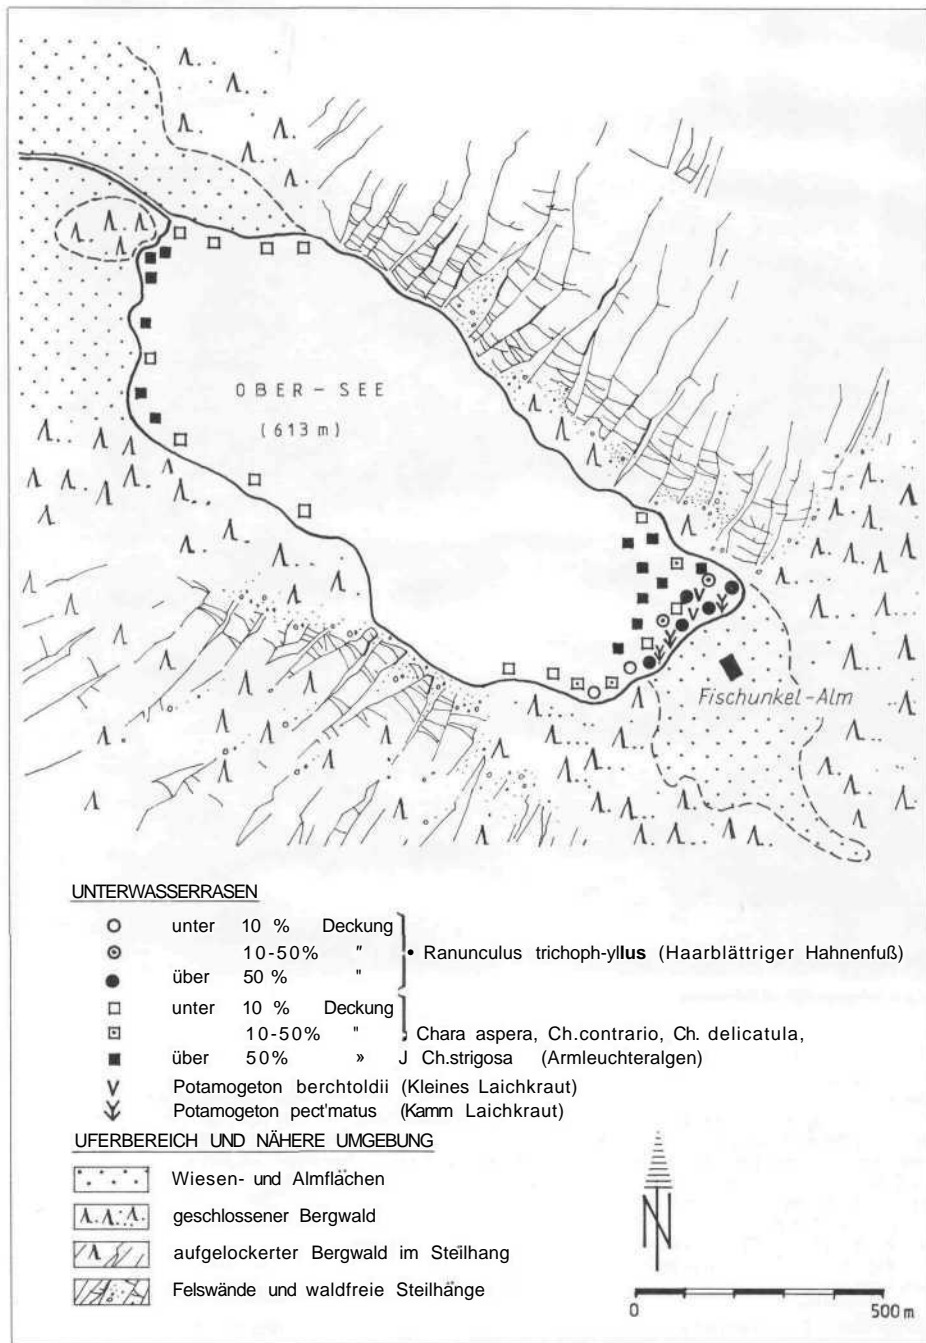 OBER-SEE
(613 m)
Fischunkel-Alm
UNTERWASSERRASEN
unter 10 % Deckung
10-50% "
• Ranunculus trichoph-yllus (Haarblättriger Hahnenfuß)
über 50 % "
unter 10 % Deckung
10-50% " Chara aspera, Ch.contrario, Ch. delicatula,
über 50% » J Ch.strigosa (Armleuchteralgen)
Potamogeton berchtoldii (Kleines Laichkraut)
Potamogeton pect'matus (Kamm Laichkraut)
UFERBEREICH UND NÄHERE UMGEBUNG
Wiesen- und Almflächen
geschlossener Bergwald
aufgelockerter Bergwald im Steilhang
Felswände und waldfreie Steilhänge
N
0 500 m